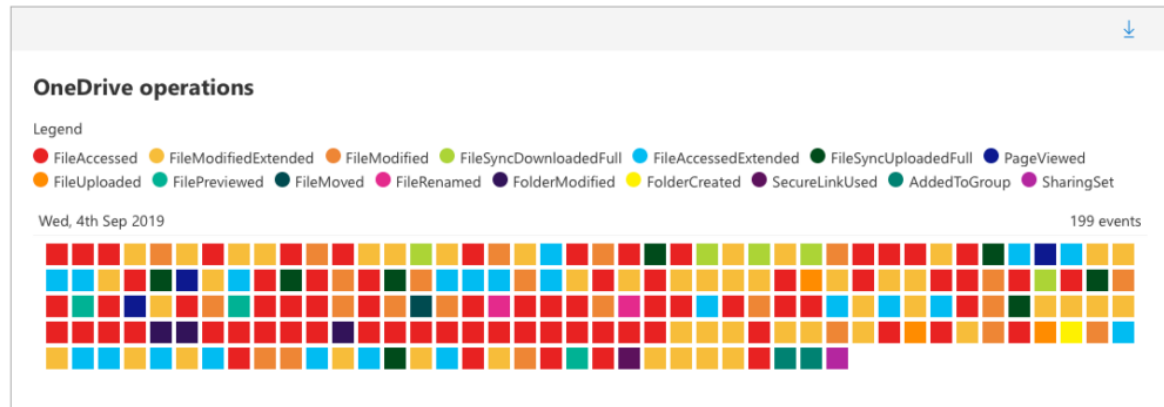 OneDrive operations
Legend
FileAccessed FileModifiedExtended FileModified FileSyncDownloadedFull FileAccessedExtended FileSyncUploadedFull PageViewed
FileUploaded FilePreviewed FileMoved FileRenamed FolderModified FolderCreated SecureLinkUsed AddedToGroup SharingSet
Wed, 4th Sep 2019 199 events